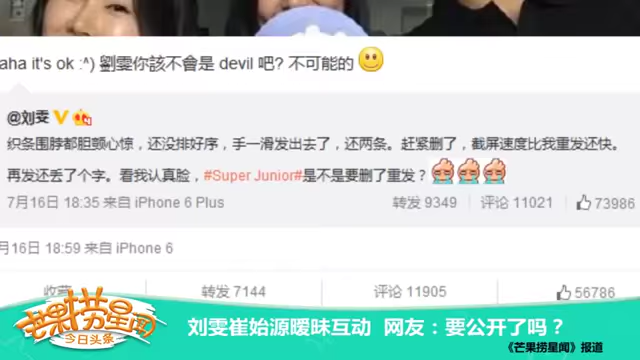 aha it's ok :^) 劉雯你該不會是 devil 吧? 不可能的
@刘雯
织条围脖都胆颤心惊，还没排好序，手一滑发出去了，还两条。赶紧删了，截屏速度比我重发还快。
再发还丢了个字。看我认真脸，#Super Junior#是不是要删了重发？
7月16日 18:35 来自 iPhone 6 Plus 转发 9349 评论 11021 73986
月16日 18:59 来自 iPhone 6
收藏 转发 7144 评论 11905 56786
芒果捞星闻
今日头条
刘雯崔始源暧昧互动 网友：要公开了吗？
《芒果捞星闻》报道